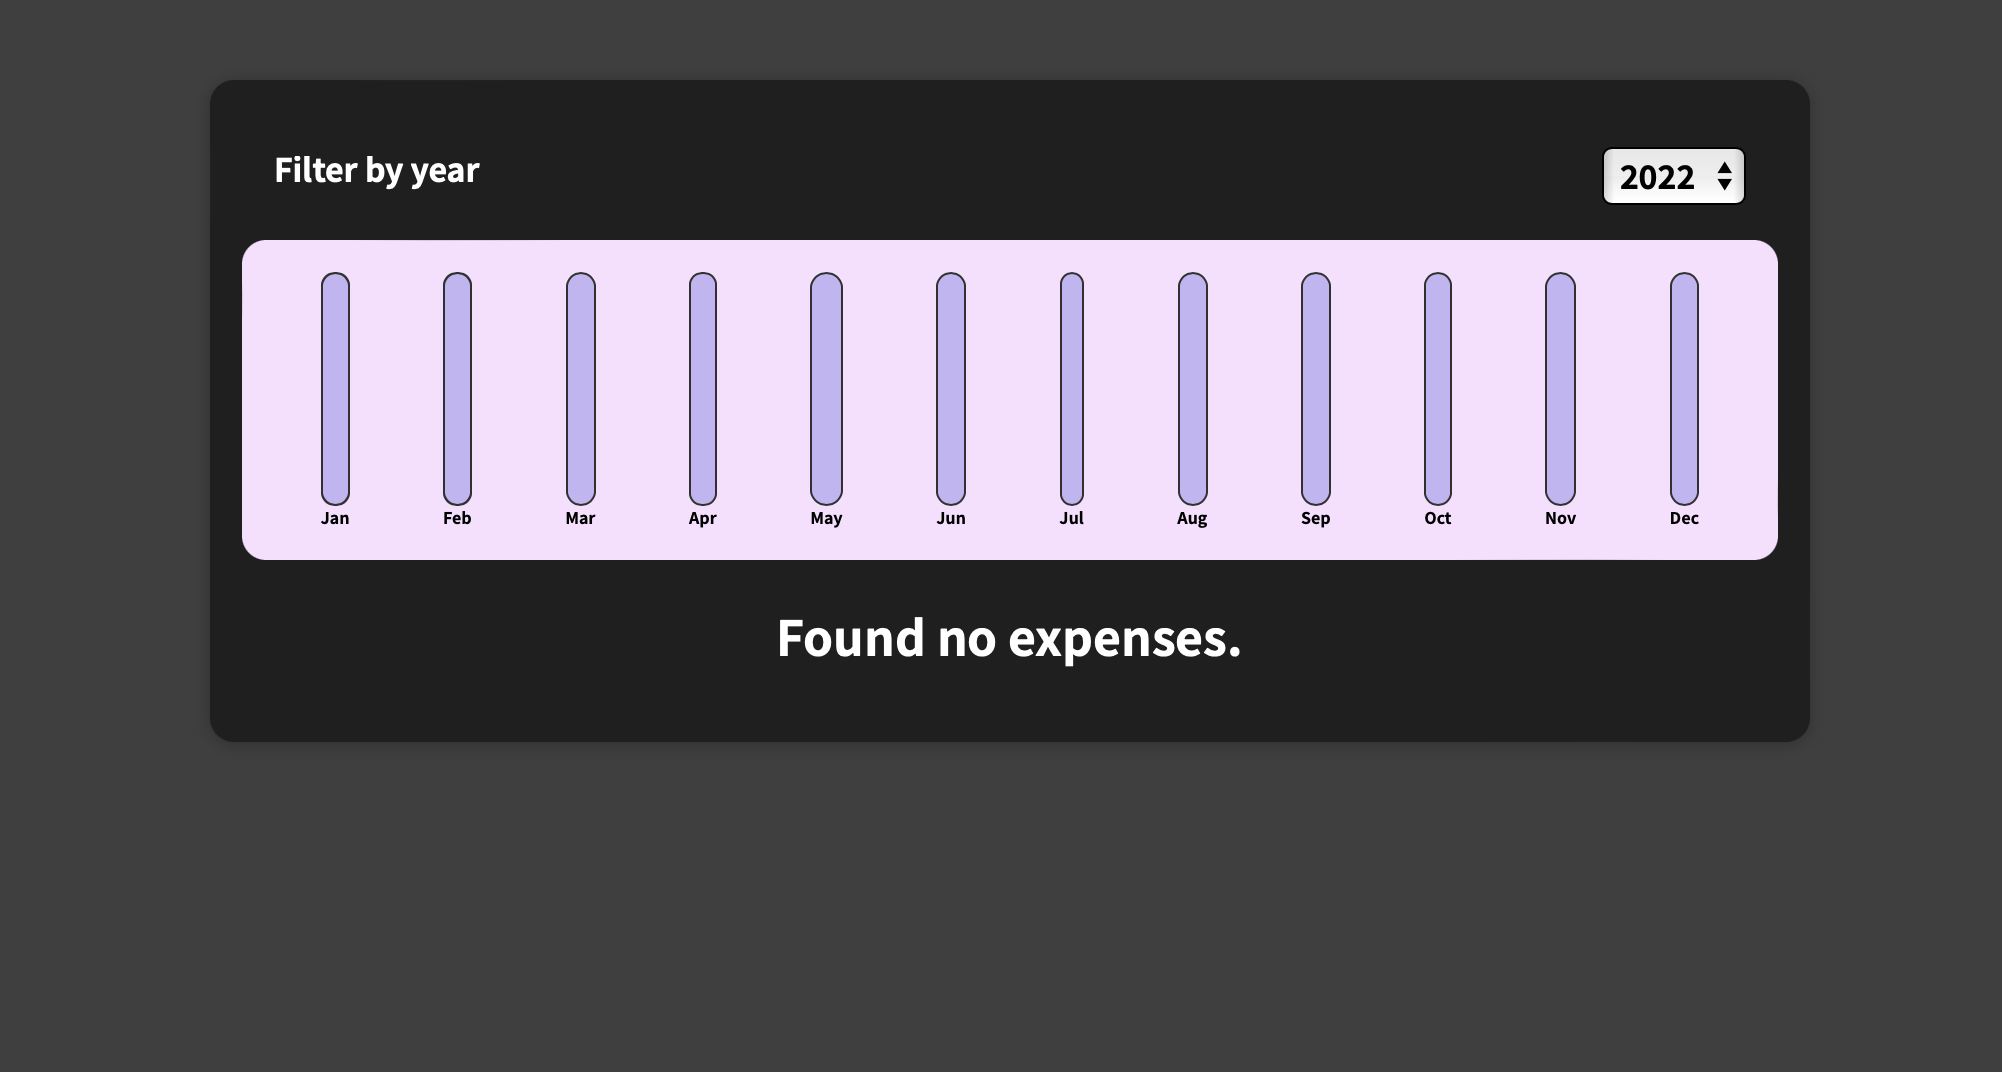 Filter by year
2022
Jan Feb Mar Apr May Jun Jul Aug Sep Oct Nov Dec
Found no expenses.